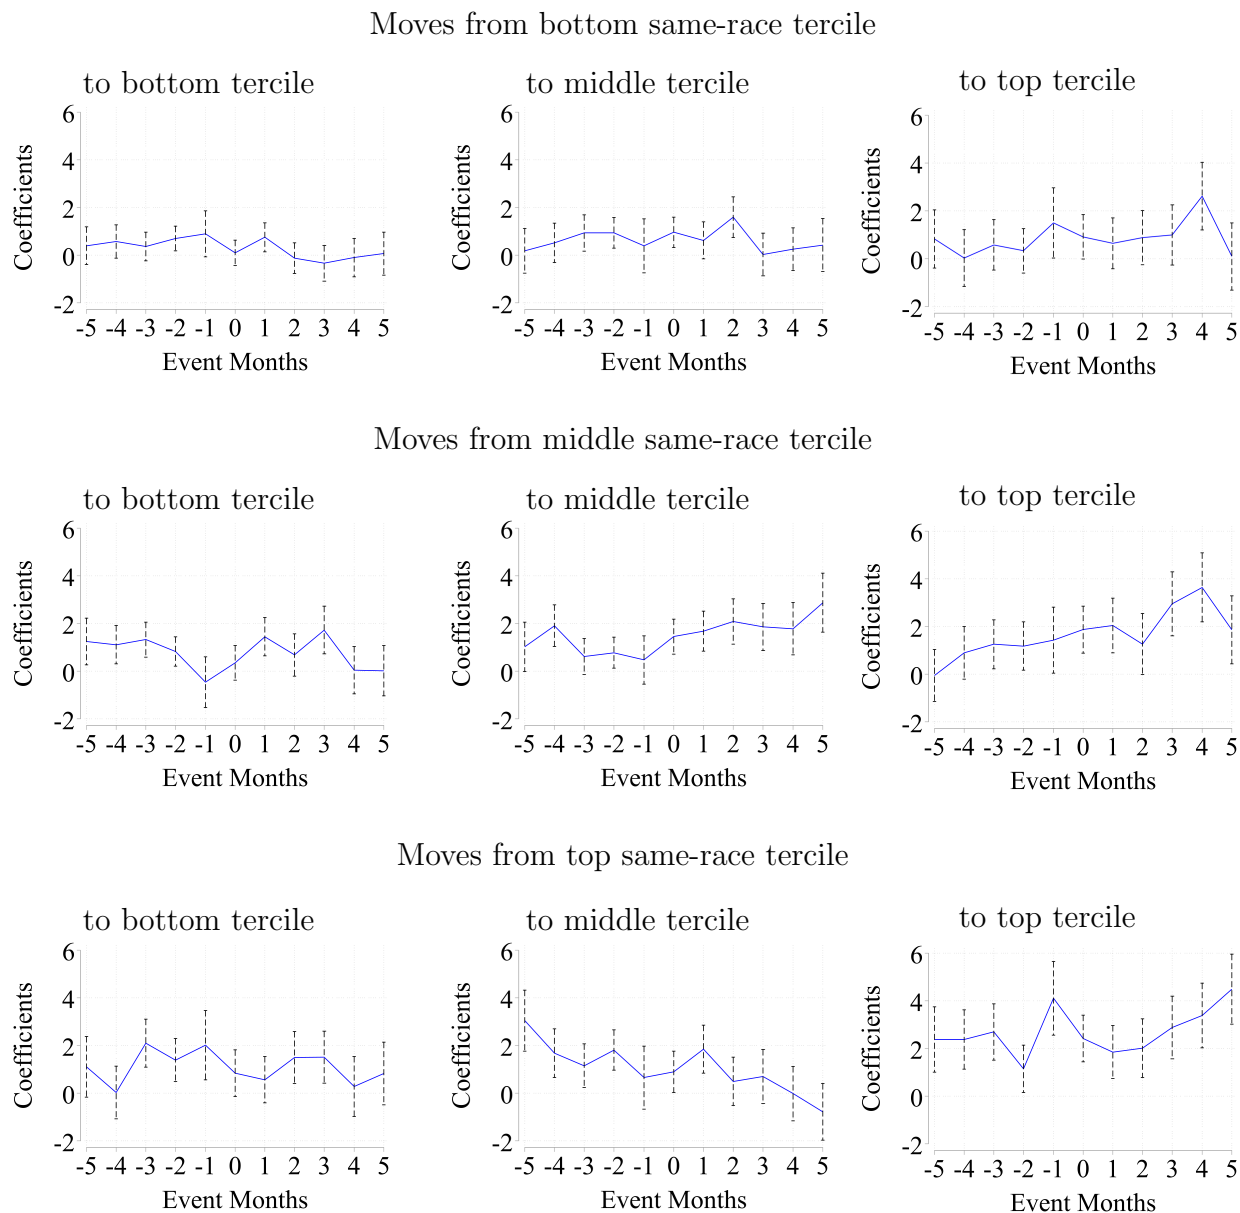 Moves from bottom same-race tercile
to bottom tercile
to middle tercile
to top tercile
Coefficients
6
4
2
0
-2
-5 -4 -3 -2 -1 0 1 2 3 4 5
Event Months
Coefficients
6
4
2
0
-2
-5 -4 -3 -2 -1 0 1 2 3 4 5
Event Months
Coefficients
6
4
2
0
-2
-5 -4 -3 -2 -1 0 1 2 3 4 5
Event Months
Moves from middle same-race tercile
to bottom tercile
to middle tercile
to top tercile
Coefficients
6
4
2
0
-2
-5 -4 -3 -2 -1 0 1 2 3 4 5
Event Months
Coefficients
6
4
2
0
-2
-5 -4 -3 -2 -1 0 1 2 3 4 5
Event Months
Coefficients
6
4
2
0
-2
-5 -4 -3 -2 -1 0 1 2 3 4 5
Event Months
Moves from top same-race tercile
to bottom tercile
to middle tercile
to top tercile
Coefficients
6
4
2
0
-2
-5 -4 -3 -2 -1 0 1 2 3 4 5
Event Months
Coefficients
6
4
2
0
-2
-5 -4 -3 -2 -1 0 1 2 3 4 5
Event Months
Coefficients
6
4
2
0
-2
-5 -4 -3 -2 -1 0 1 2 3 4 5
Event Months